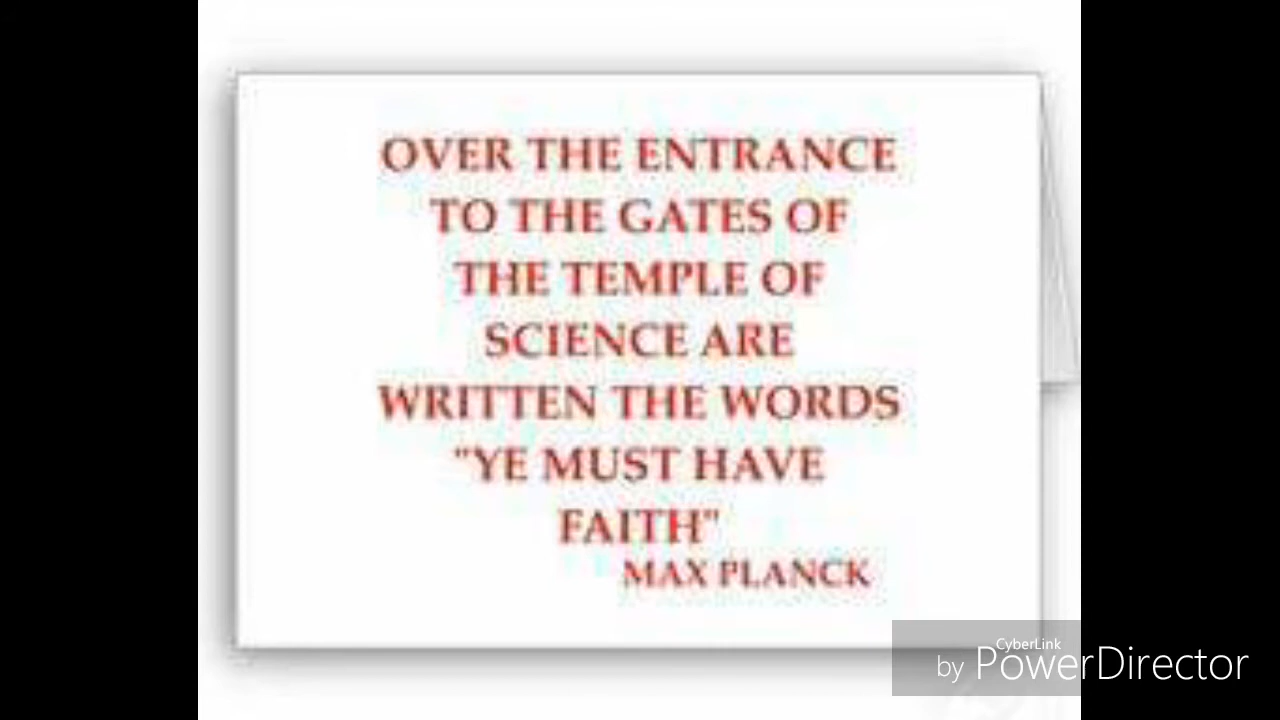 OVER THE ENTRANCE
TO THE GATES OF
THE TEMPLE OF
SCIENCE ARE
WRITTEN THE WORDS
"YE MUST HAVE
FAITH"
MAX PLANCK
CyberLink
by PowerDirector